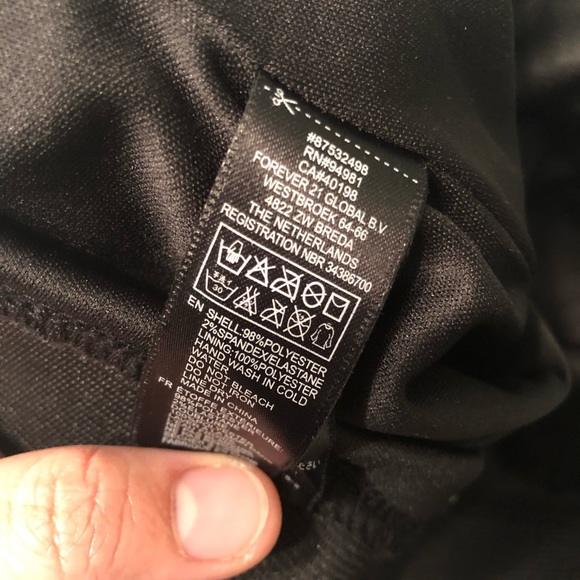 #87532498
RN#94981
CA#40198
FOREVER 21 GLOBAL B.V
WESTBROEK 64-66
4822 ZW BREDA
THE NETHERLANDS
REGISTRATION NBR 34386700
30
EN SHELL:98%POLYESTER
2%SPANDEX/ELASTANE
LINING:100%POLYESTER
HAND WASH IN COLD
WATER
DO NOT BLEACH
LINE DRY
DO NOT IRON
MADE IN CHINA